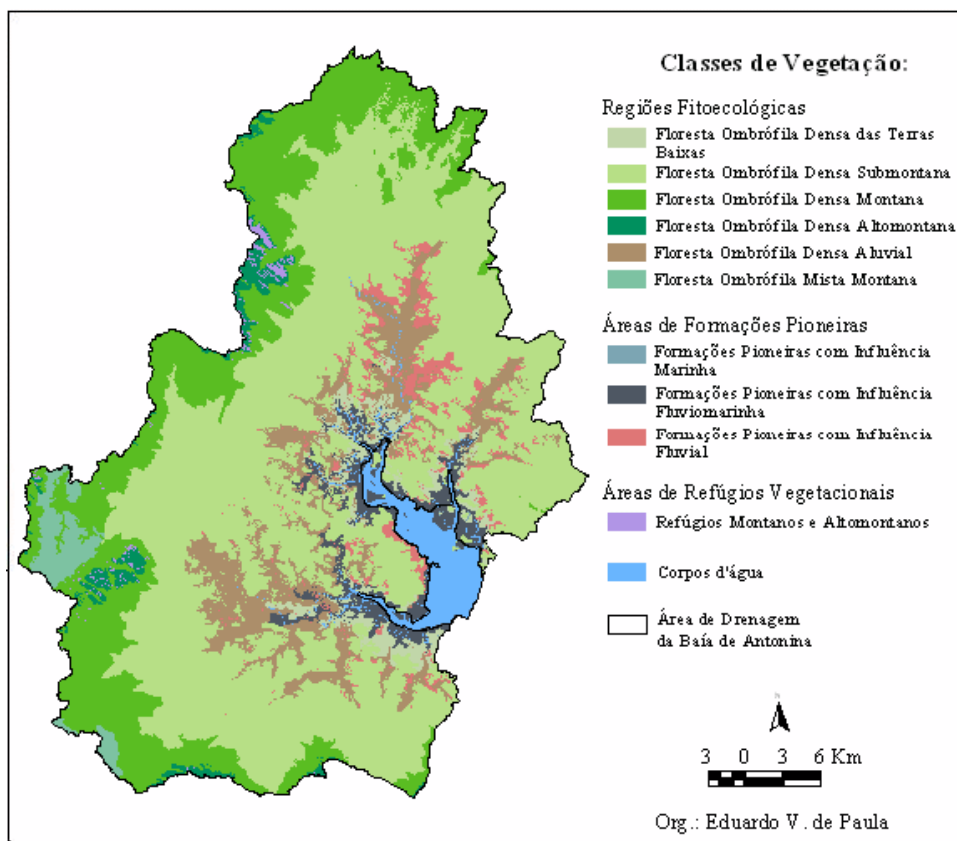 Classes de Vegetação:
Regiões Fitoecológicas
Floresta Ombrófila Densa das Terras
Baixas
Floresta Ombrófila Densa Submontana
Floresta Ombrófila Densa Montana
Floresta Ombrófila Densa Altomontana
Floresta Ombrófila Densa Aluvial
Floresta Ombrófila Mista Montana
Áreas de Formações Pioneiras
Formações Pioneiras com Influência
Marinha
Formações Pioneiras com Influência
Fluviomarinha
Formações Pioneiras com Influência
Fluvial
Áreas de Refúgios Vegetacionais
Refúgios Montanos e Altomontanos
Corpos d'água
Área de Drenagem
da Baía de Antonina
N
3 0 3 6 Km
Org.: Eduardo V. de Paula